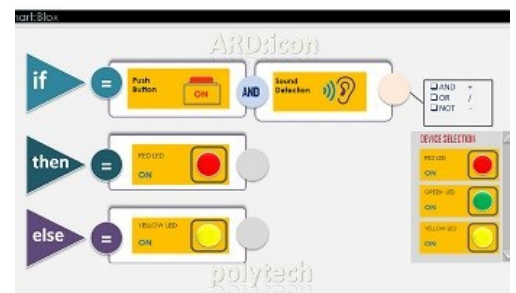 nart:Blox
ARD:icon
if
=
Push
Button
ON
AND
Sound
Detection
AND +
OR /
NOT -
DEVICE SELECTION
then
=
RED LED
ON
RED LED
ON
GREEN LED
ON
else
=
YELLOW LED
ON
YELLOW LED
ON
polytech